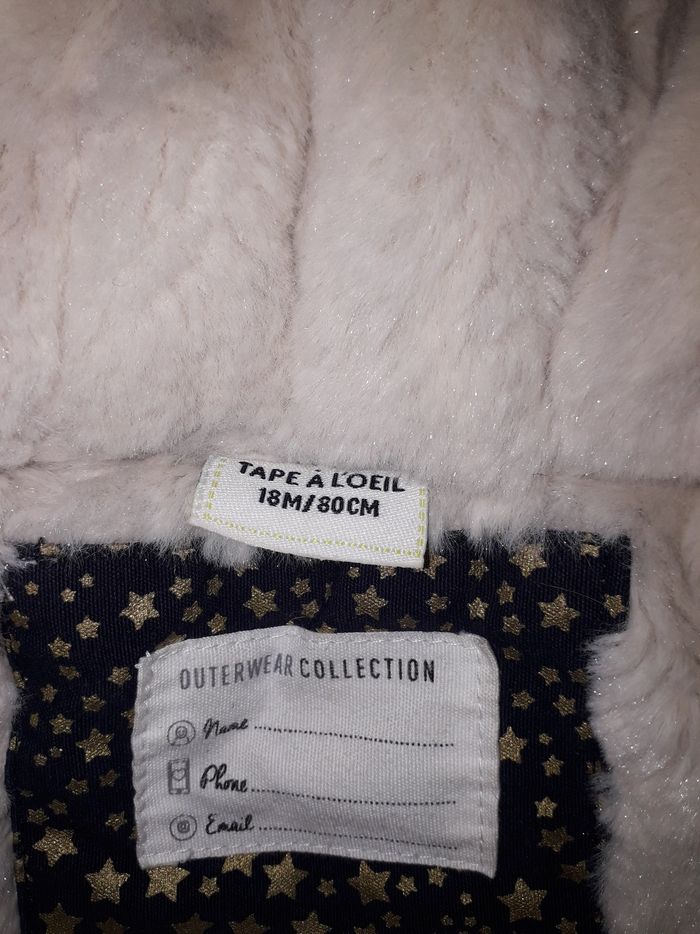 TAPE À L'OEIL
18M/80CM
OUTERWEAR COLLECTION
Name
Phone
Email